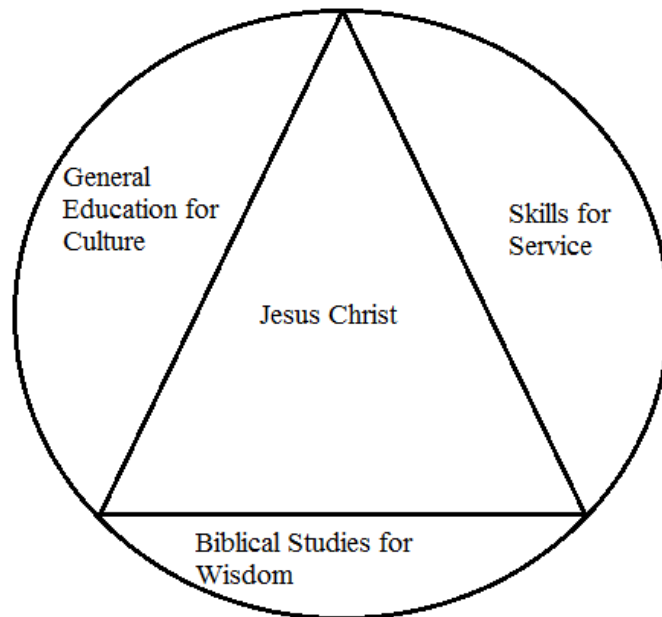 General
Education for
Culture
Skills for
Service
Jesus Christ
Biblical Studies for
Wisdom